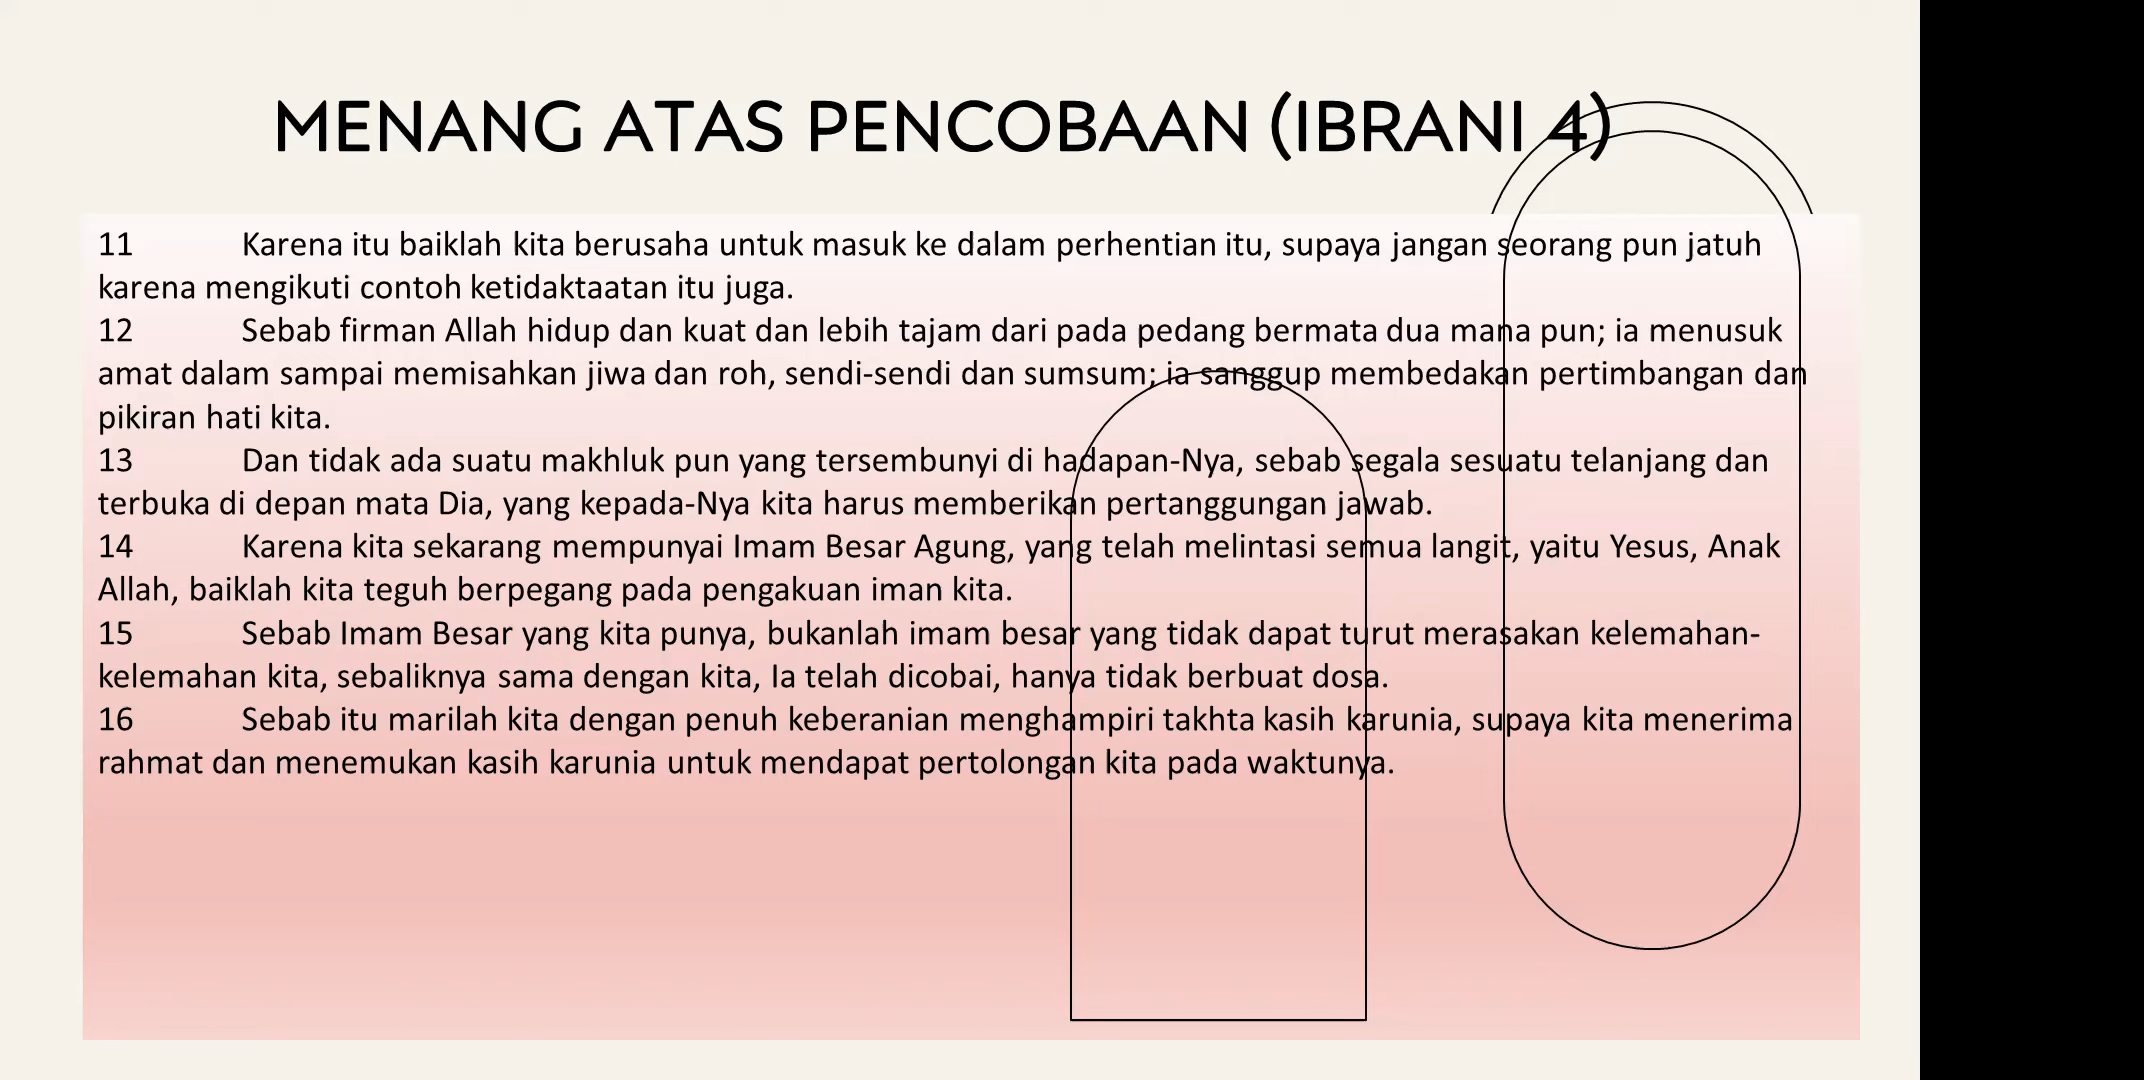 MENANG ATAS PENCOBAAN (IBRANI 4)
11 Karena itu baiklah kita berusaha untuk masuk ke dalam perhentian itu, supaya jangan seorang pun jatuh
karena mengikuti contoh ketidaktaatan itu juga.
12 Sebab firman Allah hidup dan kuat dan lebih tajam dari pada pedang bermata dua mana pun; ia menusuk
amat dalam sampai memisahkan jiwa dan roh, sendi-sendi dan sumsum; ia sanggup membedakan pertimbangan dan
pikiran hati kita.
13 Dan tidak ada suatu makhluk pun yang tersembunyi di hadapan-Nya, sebab segala sesuatu telanjang dan
terbuka di depan mata Dia, yang kepada-Nya kita harus memberikan pertanggungan jawab.
14 Karena kita sekarang mempunyai Imam Besar Agung, yang telah melintasi semua langit, yaitu Yesus, Anak
Allah, baiklah kita teguh berpegang pada pengakuan iman kita.
15 Sebab Imam Besar yang kita punya, bukanlah imam besar yang tidak dapat turut merasakan kelemahan-
kelemahan kita, sebaliknya sama dengan kita, Ia telah dicobai, hanya tidak berbuat dosa.
16 Sebab itu marilah kita dengan penuh keberanian menghampiri takhta kasih karunia, supaya kita menerima
rahmat dan menemukan kasih karunia untuk mendapat pertolongan kita pada waktunya.